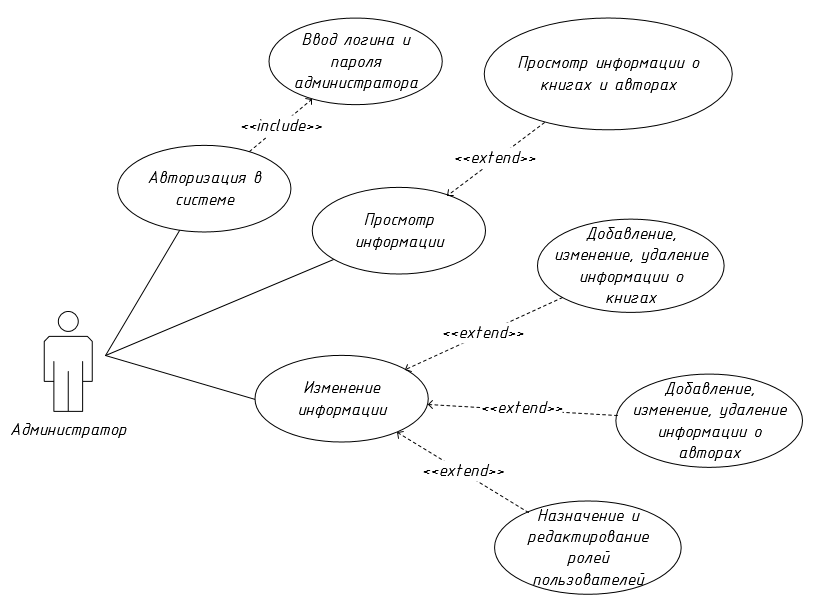 Ввод логина и
пароля
администратора
Просмотр информации о
книгах и авторах
<<include>>
<<extend>>
Авторизация в
системе
Просмотр
информации
Добавление,
изменение, удаление
информации о
книгах
<<extend>>
Изменение
информации
<<extend>>
Добавление,
изменение, удаление
информации о
авторах
Администратор
<<extend>>
Назначение и
редактирование
ролей
пользователей